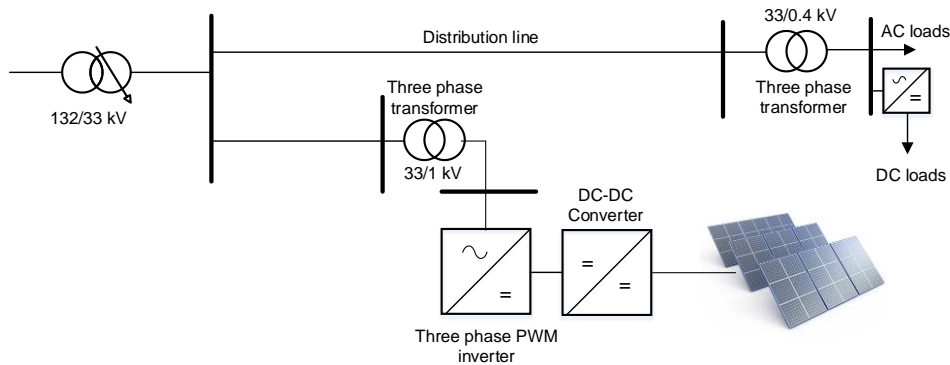 33/0.4 kV
AC loads
Distribution line
Three phase
transformer
Three phase
transformer
132/33 kV
33/1 kV
DC loads
DC-DC
Converter
Three phase PWM
inverter